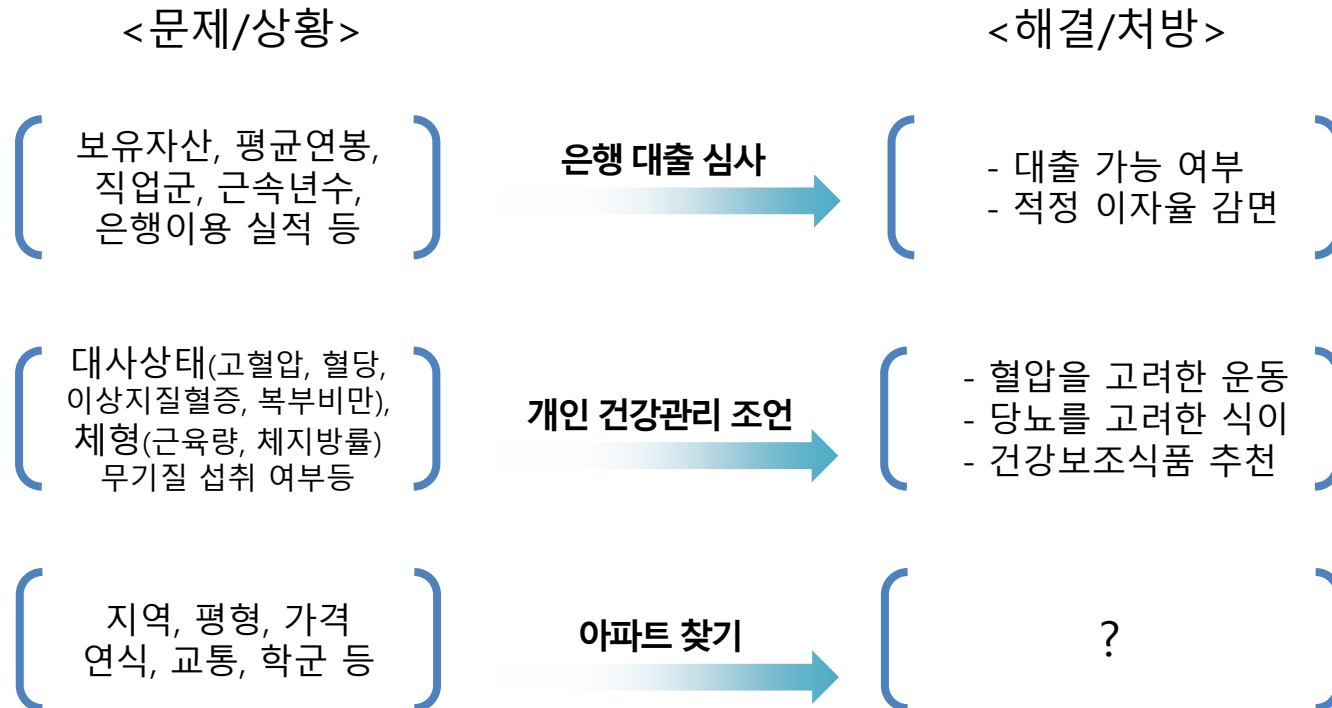 <문제/상황>
<해결/처방>
보유자산, 평균연봉,
직업군, 근속년수,
은행이용 실적 등
은행 대출 심사
- 대출 가능 여부
- 적정 이자율 감면
대사상태(고혈압, 혈당,
이상지질혈증, 복부비만),
체형(근육량, 체지방률)
무기질 섭취 여부등
개인 건강관리 조언
- 혈압을 고려한 운동
- 당뇨를 고려한 식이
- 건강보조식품 추천
지역, 평형, 가격
연식, 교통, 학군 등
아파트 찾기
?